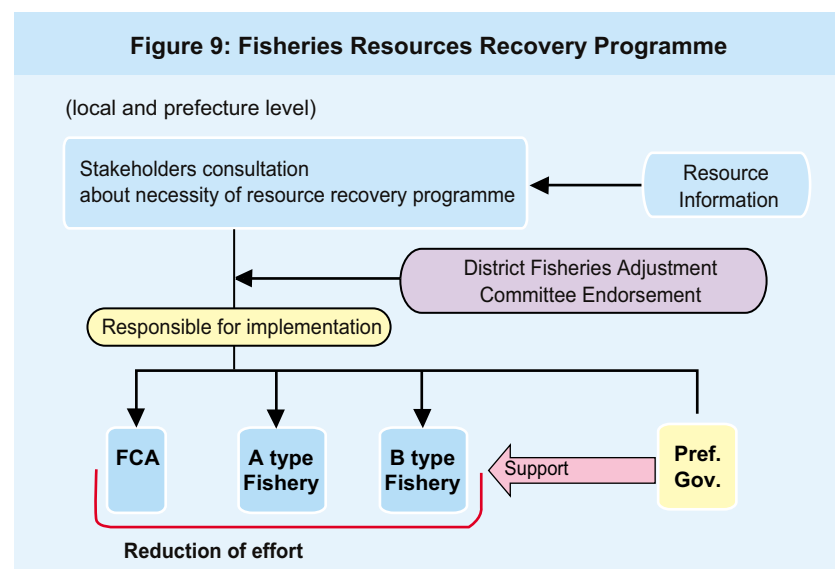 Figure 9: Fisheries Resources Recovery Programme
(local and prefecture level)
Stakeholders consultation
about necessity of resource recovery programme
Resource
Information
District Fisheries Adjustment
Committee Endorsement
Responsible for implementation
FCA
A type
Fishery
B type
Fishery
Support
Pref.
Gov.
Reduction of effort